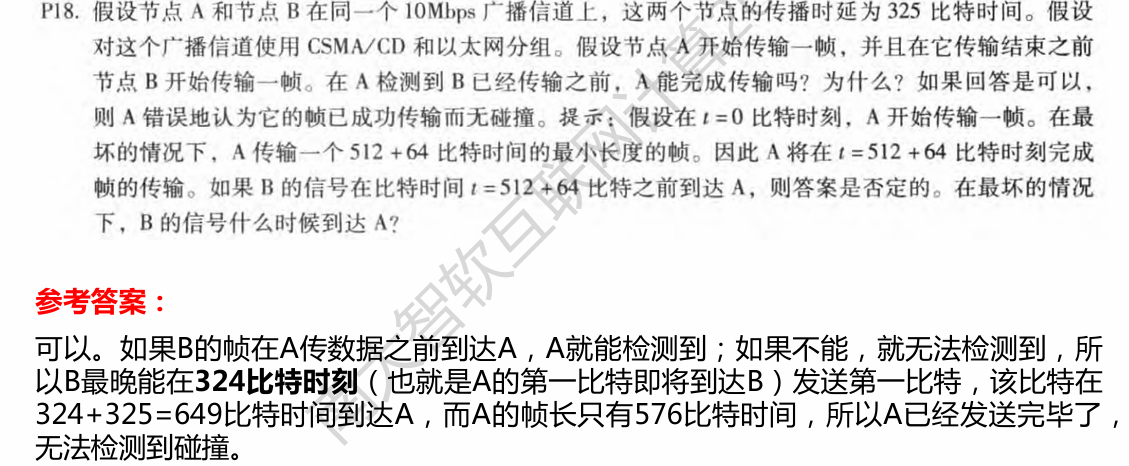 P18. 假设节点 A 和节点 B 在同一个 10Mbps 广播信道上，这两个节点的传播时延为 325 比特时间。假设
对这个广播信道使用 CSMA/CD 和以太网分组。假设节点 A 开始传输一帧，并且在它传输结束之前
节点 B 开始传输一帧。在 A 检测到 B 已经传输之前，A 能完成传输吗？为什么？如果回答是可以，
则 A 错误地认为它的帧已成功传输而无碰撞。提示：假设在 t = 0 比特时刻，A 开始传输一帧。在最
坏的情况下，A 传输一个 512 + 64 比特时间的最小长度的帧。因此 A 将在 t = 512 + 64 比特时刻完成
帧的传输。如果 B 的信号在比特时间 t = 512 + 64 比特之前到达 A，则答案是否定的。在最坏的情况
下，B 的信号什么时候到达 A?
参考答案：
可以。如果B的帧在A传数据之前到达A，A就能检测到；如果不能，就无法检测到，所
以B最晚能在324比特时刻（也就是A的第一比特即将到达B）发送第一比特，该比特在
324+325=649比特时间到达A，而A的帧长只有576比特时间，所以A已经发送完毕了，
无法检测到碰撞。